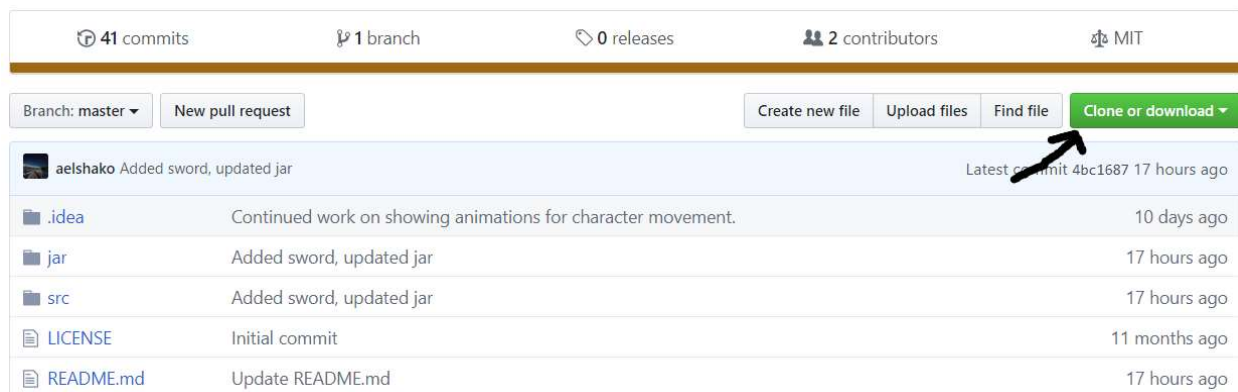 41 commits 1 branch 0 releases 2 contributors MIT
Branch: master New pull request Create new file Upload files Find file Clone or download
aelshako Added sword, updated jar Latest commit 4bc1687 17 hours ago
.idea Continued work on showing animations for character movement. 10 days ago
jar Added sword, updated jar 17 hours ago
src Added sword, updated jar 17 hours ago
LICENSE Initial commit 11 months ago
README.md Update README.md 17 hours ago